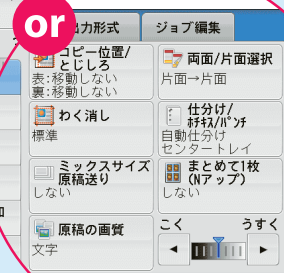 or
出力形式
ジョブ編集
コピー位置/
とじしろ
表:移動しない
裏:移動しない
両面/片面選択
片面→片面
わく消し
標準
仕分け/
ﾎﾁｷｽ/ﾊﾟﾝﾁ
自動仕分け
センタートレイ
ミックスサイズ
原稿送り
しない
まとめて1枚
(Nアップ)
しない
加
原稿の画質
文字
こく
うすく